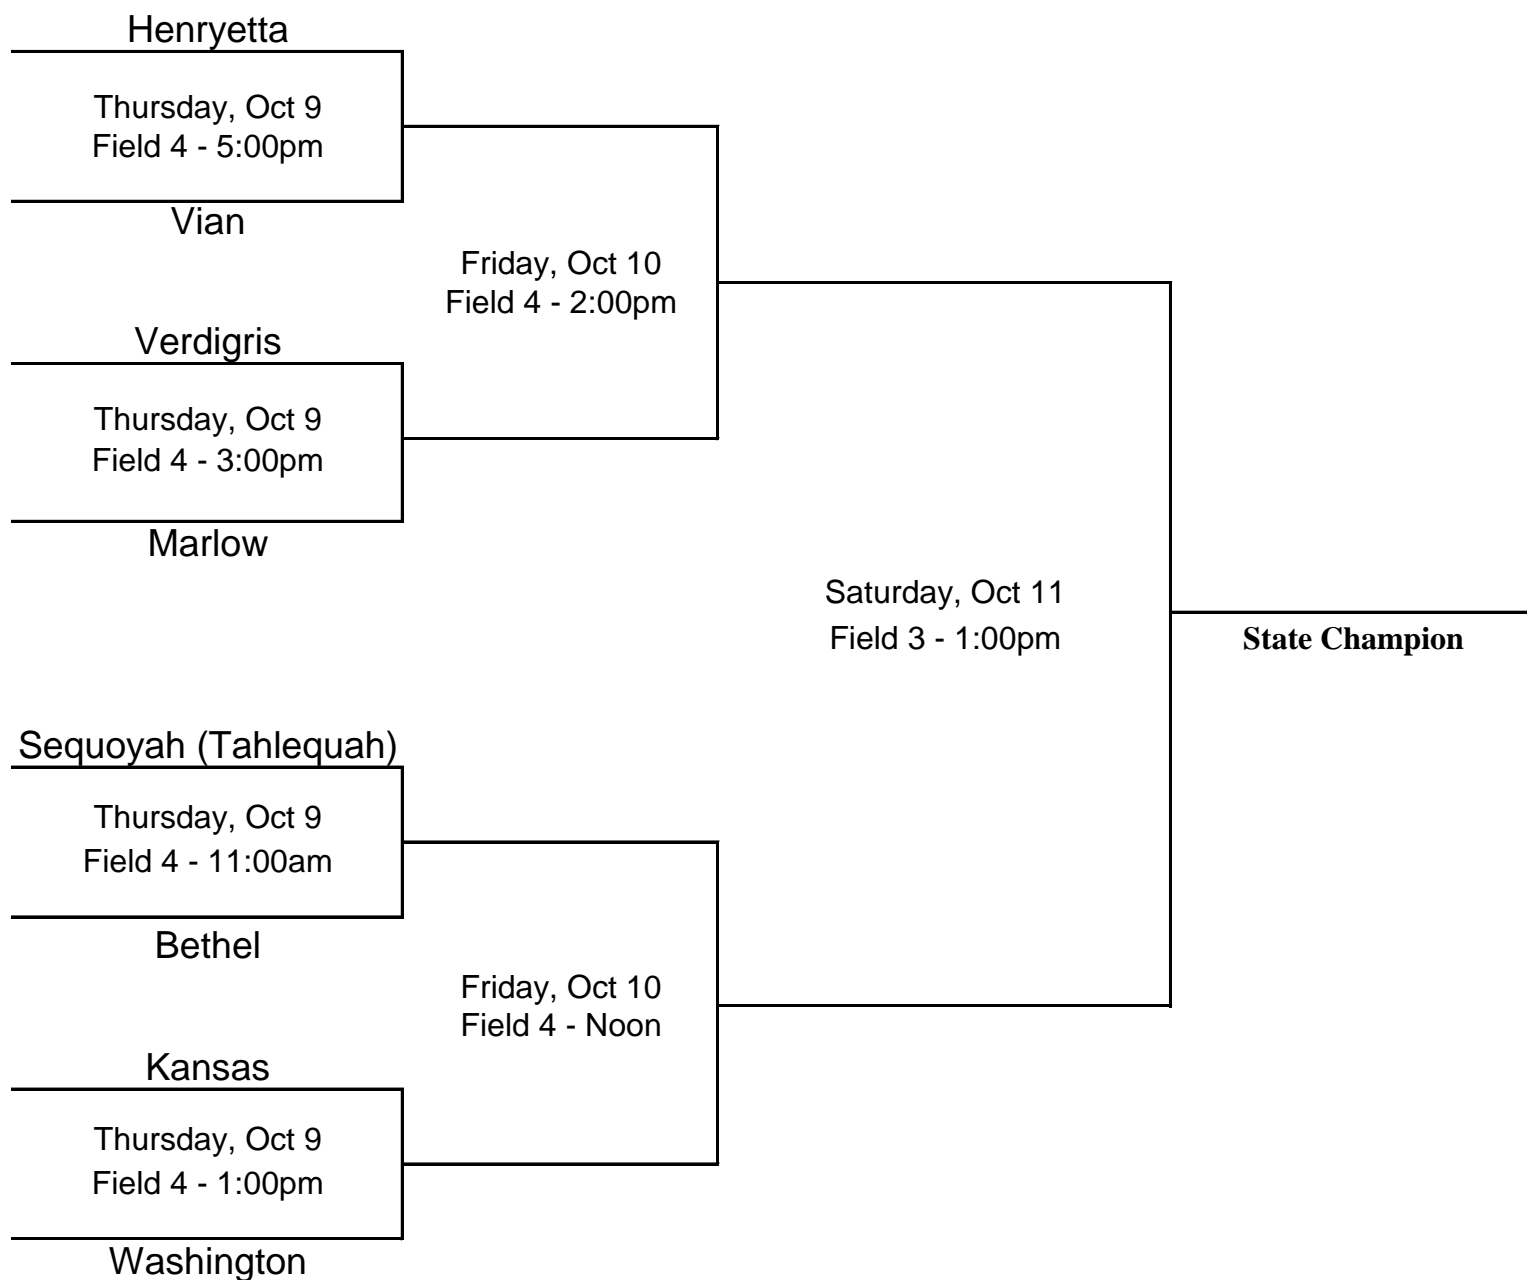 Henryetta
Thursday, Oct 9
Field 4 - 5:00pm
Vian
Friday, Oct 10
Field 4 - 2:00pm
Verdigris
Thursday, Oct 9
Field 4 - 3:00pm
Marlow
Saturday, Oct 11
Field 3 - 1:00pm
State Champion
Sequoyah (Tahlequah)
Thursday, Oct 9
Field 4 - 11:00am
Bethel
Friday, Oct 10
Field 4 - Noon
Kansas
Thursday, Oct 9
Field 4 - 1:00pm
Washington